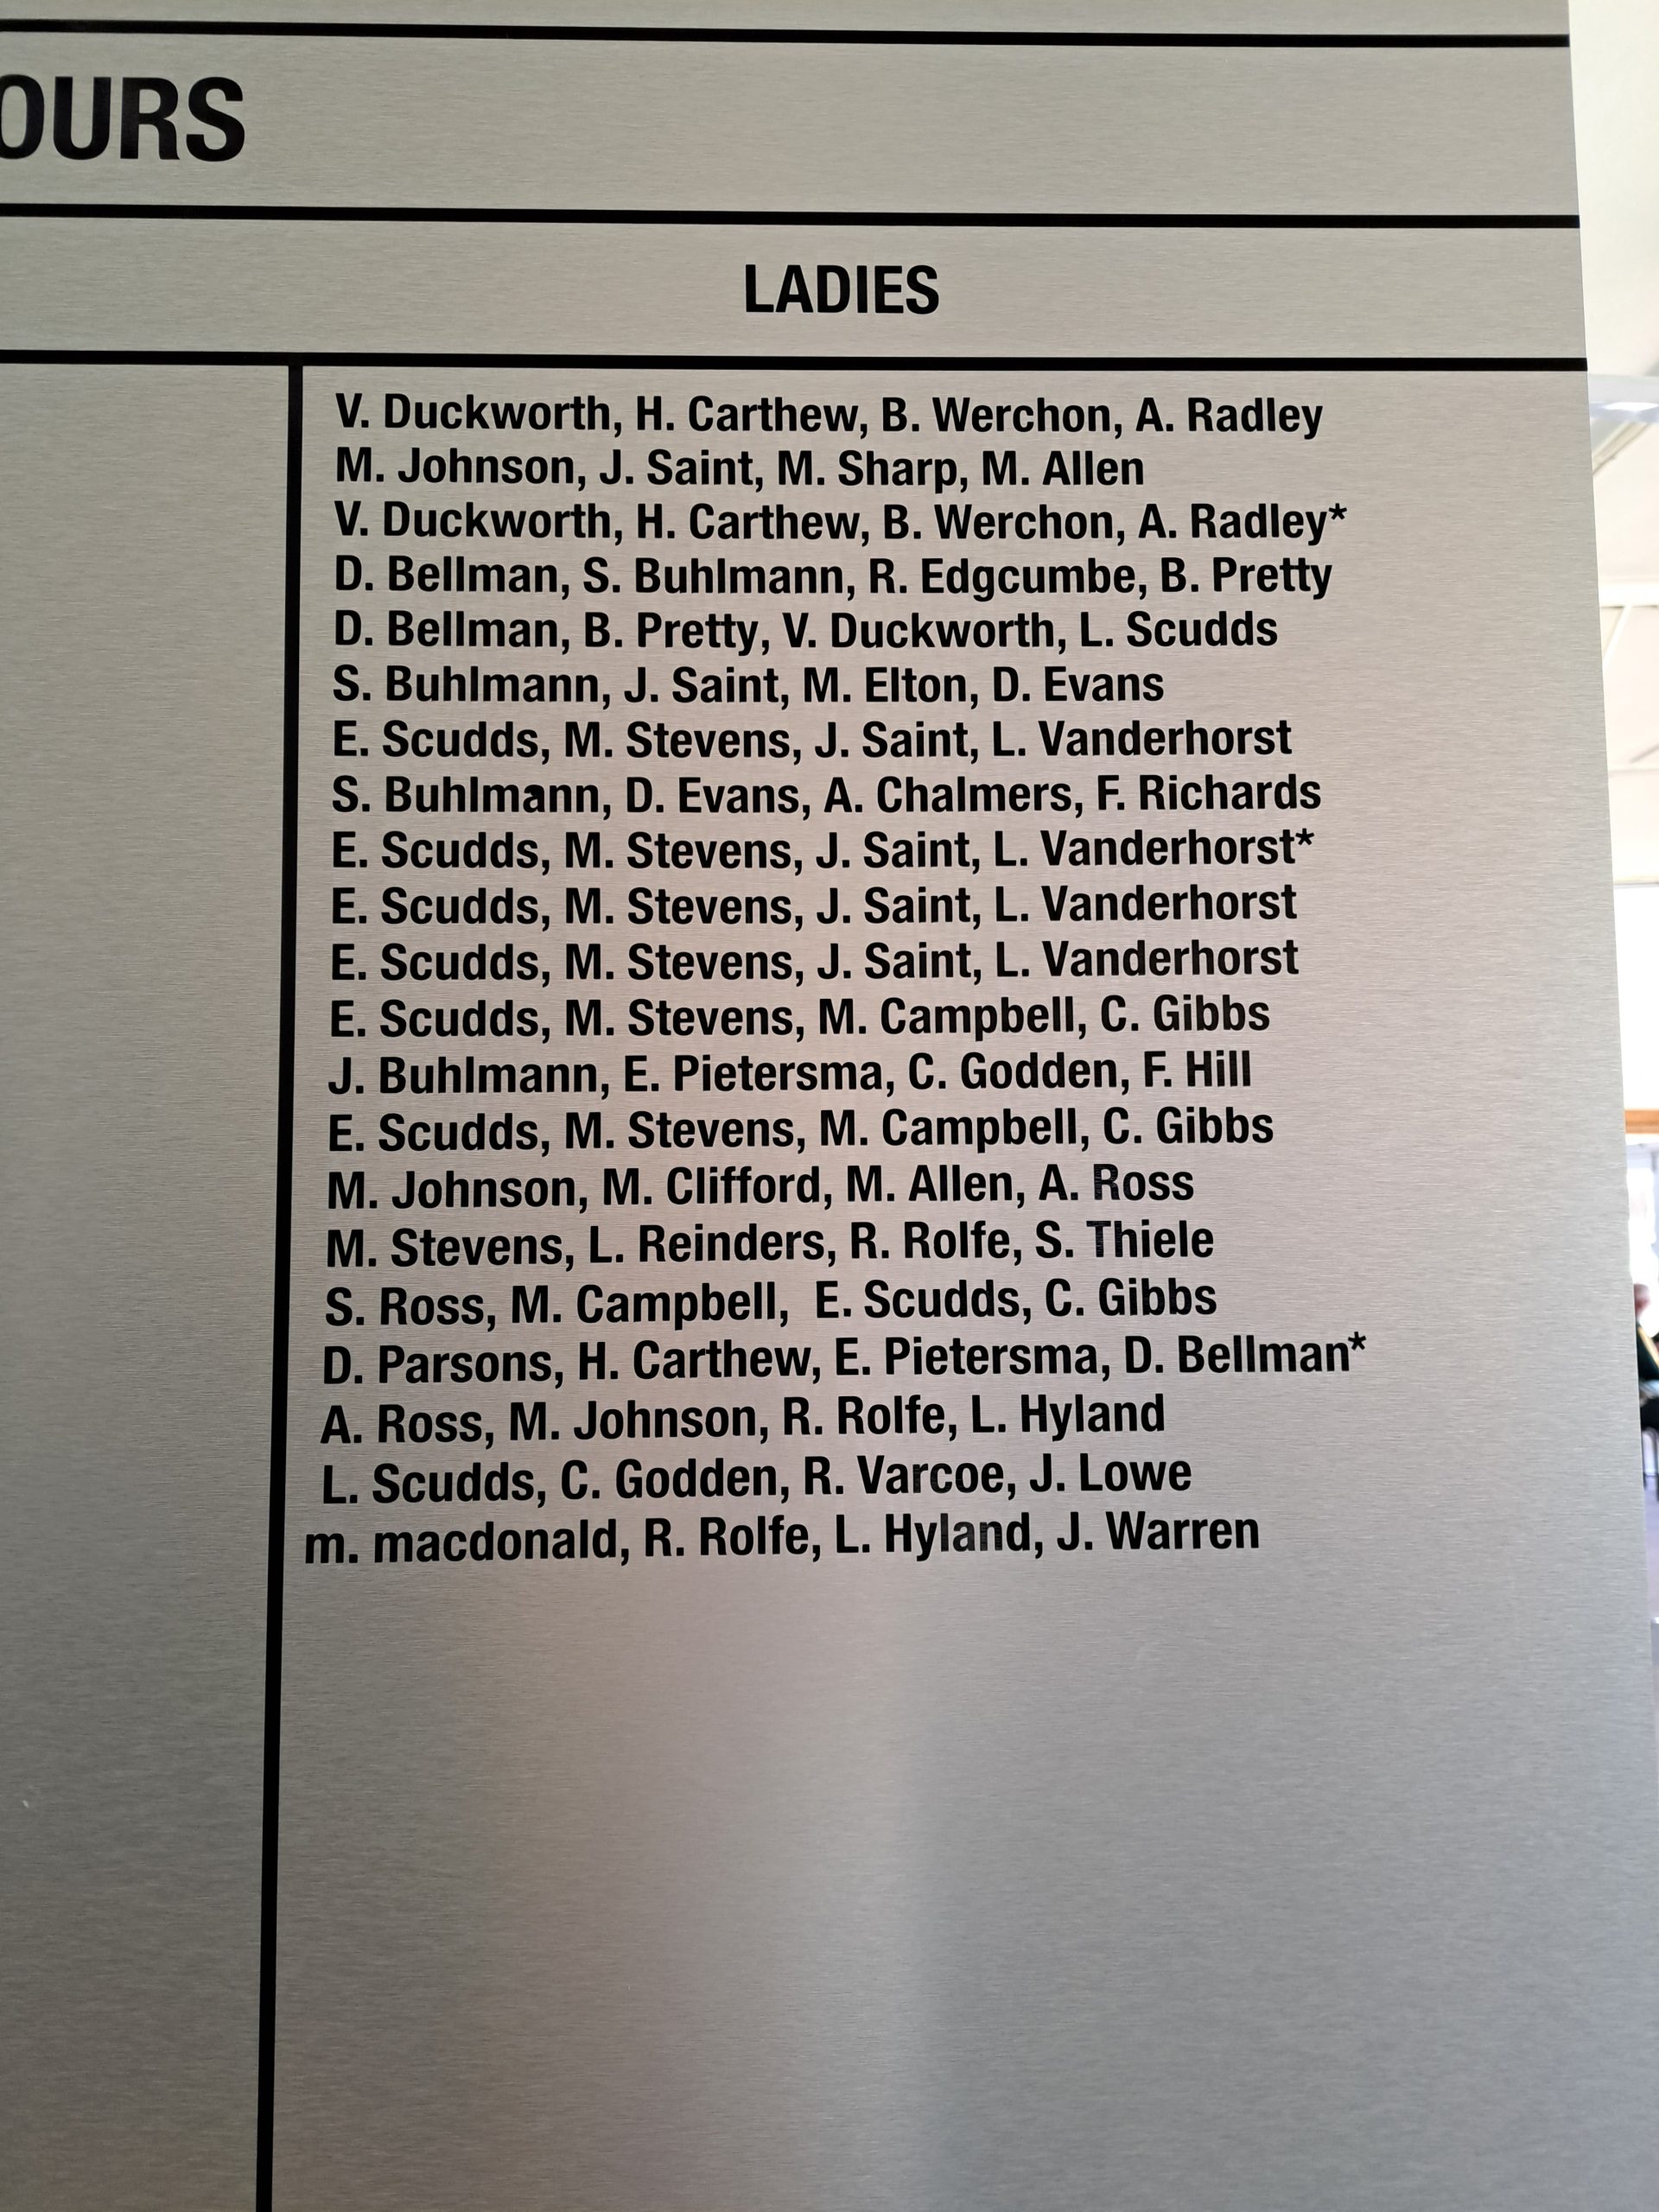 OURS
LADIES
V. Duckworth, H. Carthew, B. Werchon, A. Radley
M. Johnson, J. Saint, M. Sharp, M. Allen
V. Duckworth, H. Carthew, B. Werchon, A. Radley*
D. Bellman, S. Buhlmann, R. Edgcumbe, B. Pretty
D. Bellman, B. Pretty, V. Duckworth, L. Scudds
S. Buhlmann, J. Saint, M. Elton, D. Evans
E. Scudds, M. Stevens, J. Saint, L. Vanderhorst
S. Buhlmann, D. Evans, A. Chalmers, F. Richards
E. Scudds, M. Stevens, J. Saint, L. Vanderhorst*
E. Scudds, M. Stevens, J. Saint, L. Vanderhorst
E. Scudds, M. Stevens, J. Saint, L. Vanderhorst
E. Scudds, M. Stevens, M. Campbell, C. Gibbs
J. Buhlmann, E. Pietersma, C. Godden, F. Hill
E. Scudds, M. Stevens, M. Campbell, C. Gibbs
M. Johnson, M. Clifford, M. Allen, A. Ross
M. Stevens, L. Reinders, R. Rolfe, S. Thiele
S. Ross, M. Campbell, E. Scudds, C. Gibbs
D. Parsons, H. Carthew, E. Pietersma, D. Bellman*
A. Ross, M. Johnson, R. Rolfe, L. Hyland
L. Scudds, C. Godden, R. Varcoe, J. Lowe
m. macdonald, R. Rolfe, L. Hyland, J. Warren